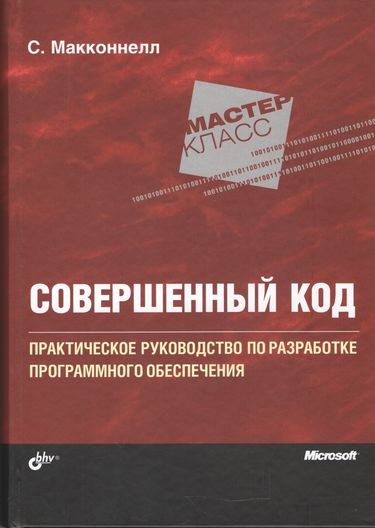 С. Макконнелл
МАСТЕР
КЛАСС
СОВЕРШЕННЫЙ КОД
ПРАКТИЧЕСКОЕ РУКОВОДСТВО ПО РАЗРАБОТКЕ
ПРОГРАММНОГО ОБЕСПЕЧЕНИЯ
bhv®
Microsoft®